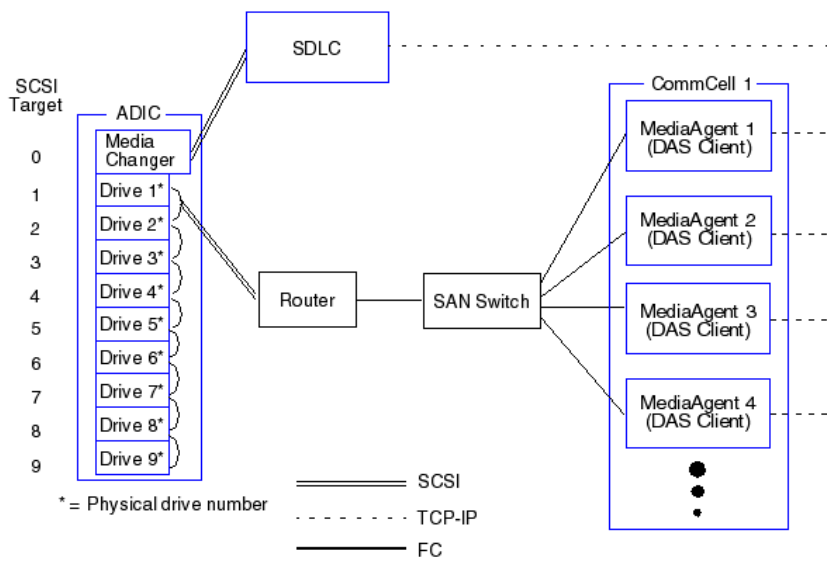 SDLC
SCSI
Target
ADIC
CommCell 1
Media
Changer
MediaAgent 1
(DAS Client)
0
1
Drive 1*
2
Drive 2*
MediaAgent 2
(DAS Client)
3
Drive 3*
4
Drive 4*
Router
SAN Switch
MediaAgent 3
(DAS Client)
5
Drive 5*
6
Drive 6*
7
Drive 7*
MediaAgent 4
(DAS Client)
8
Drive 8*
9
Drive 9*
* = Physical drive number
SCSI
TCP-IP
FC